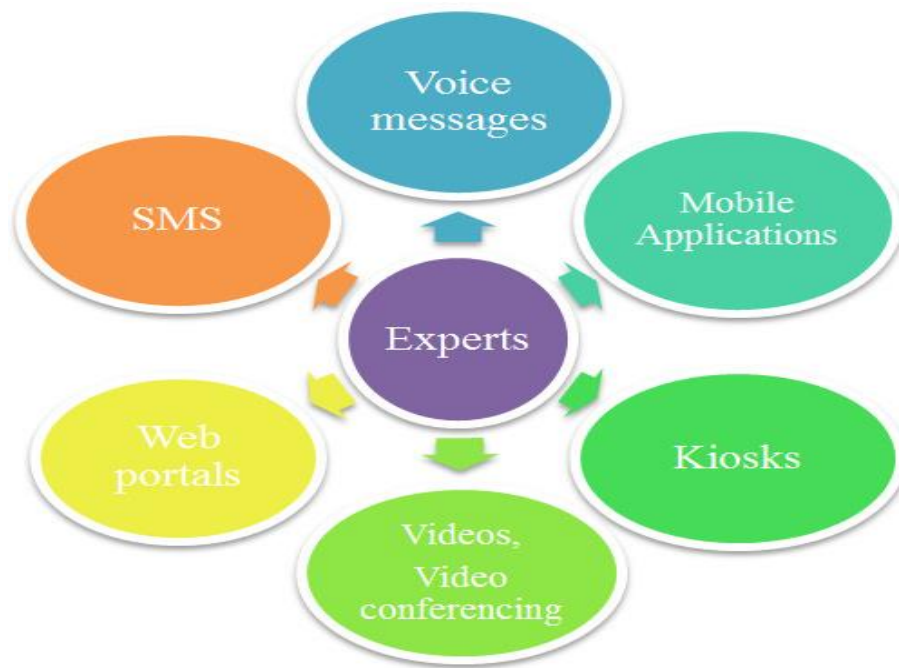 Voice
messages
SMS
Mobile
Applications
Experts
Web
portals
Kiosks
Videos,
Video
conferencing